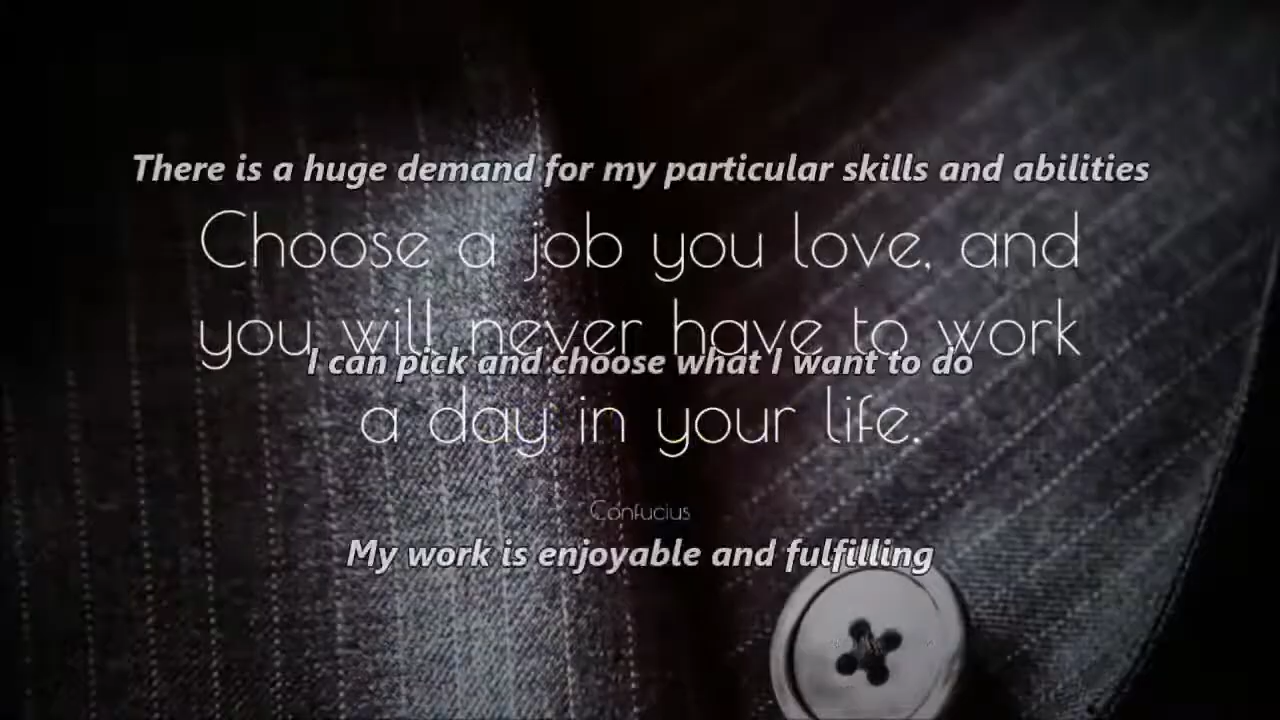 There is a huge demand for my particular skills and abilities
Choose a job you love, and
you will never have to work
I can pick and choose what I want to do
a day in your life.
Confucius
My work is enjoyable and fulfilling